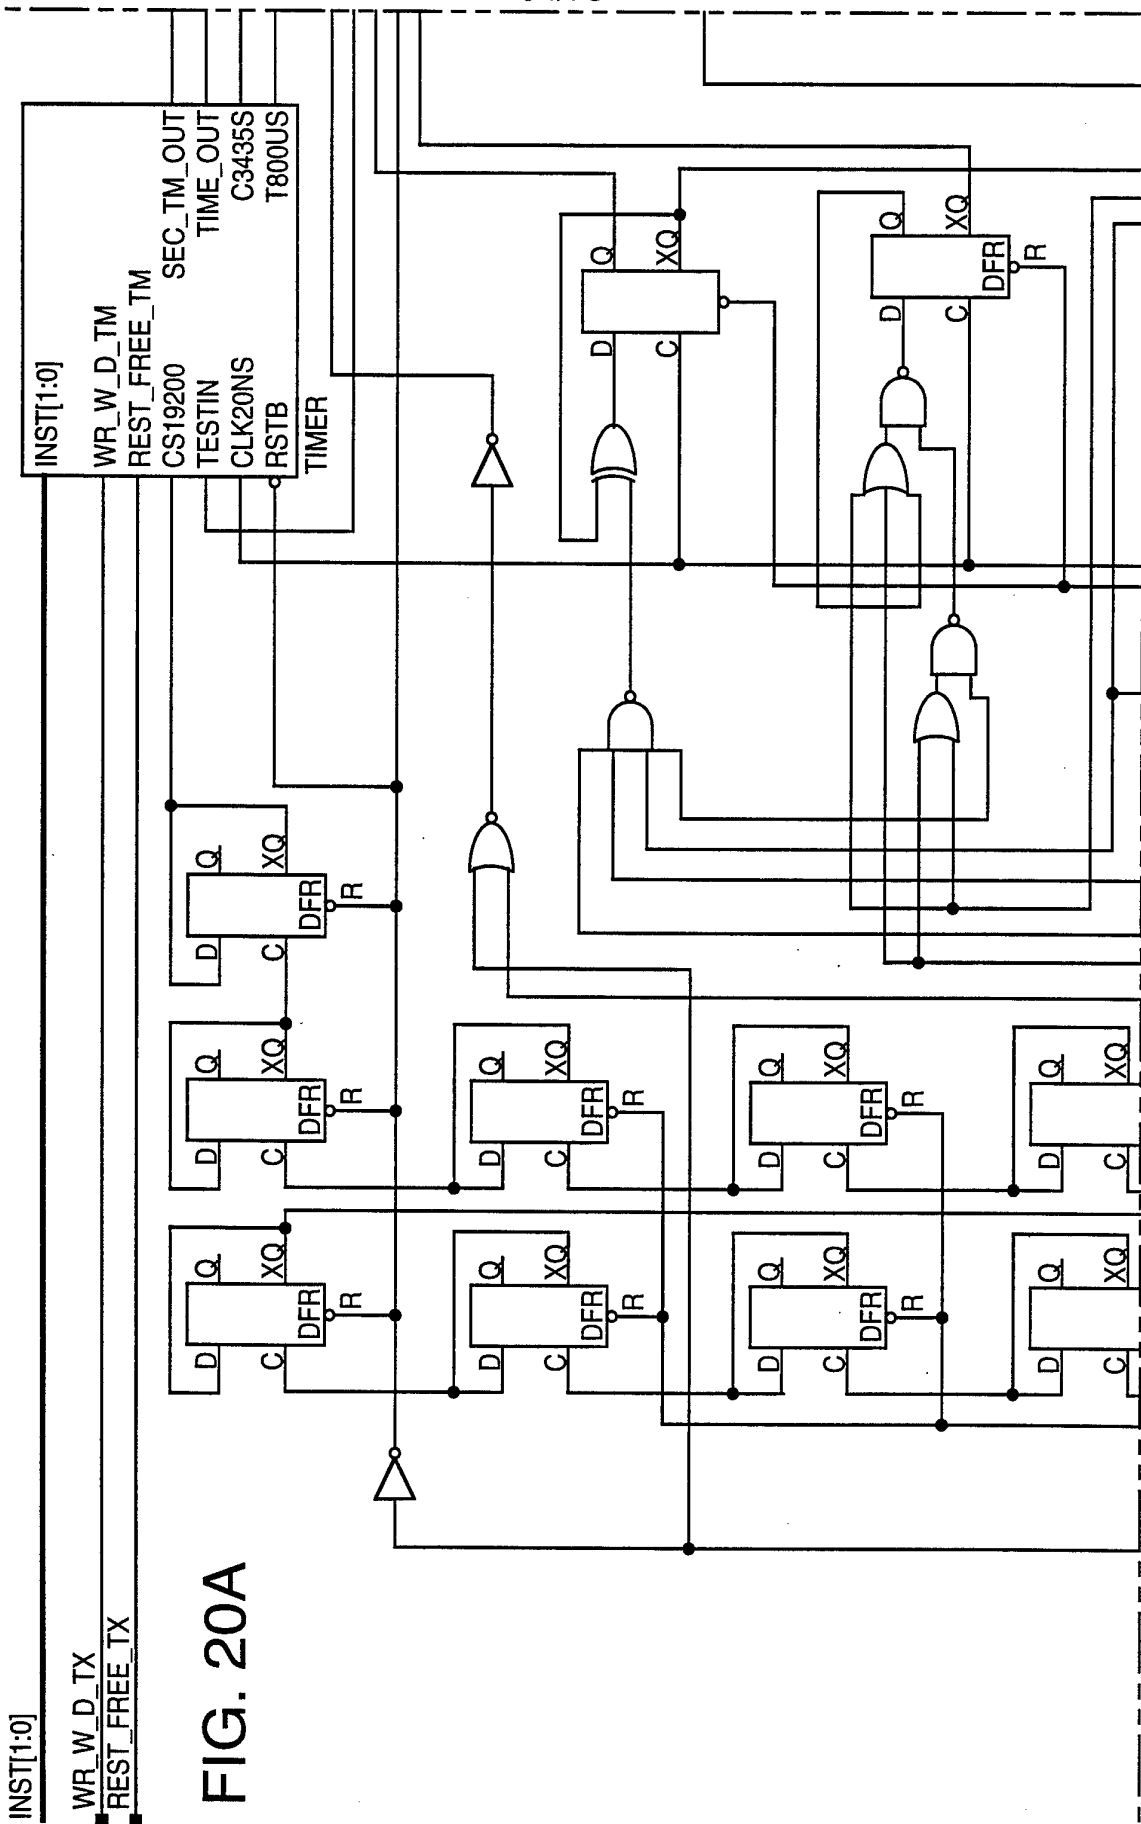 INST[1:0]
WR_W_D_TX
REST_FREE_TX
FIG. 20A
INST[1:0]
WR_W_D_TM
REST_FREE_TM
CS19200
TESTIN
CLK20NS
RSTB
TIMER
SEC_TM_OUT
TIME_OUT
C3435S
T800US
D
C
Q
XQ
DFR
R
D
C
Q
XQ
DFR
R
D
C
Q
XQ
DFR
R
D
C
Q
XQ
DFR
R
D
C
Q
XQ
DFR
R
D
C
Q
XQ
DFR
R
D
C
Q
XQ
DFR
R
D
C
Q
XQ
D
C
Q
XQ
D
C
Q
XQ
D
C
Q
XQ
DFR
R